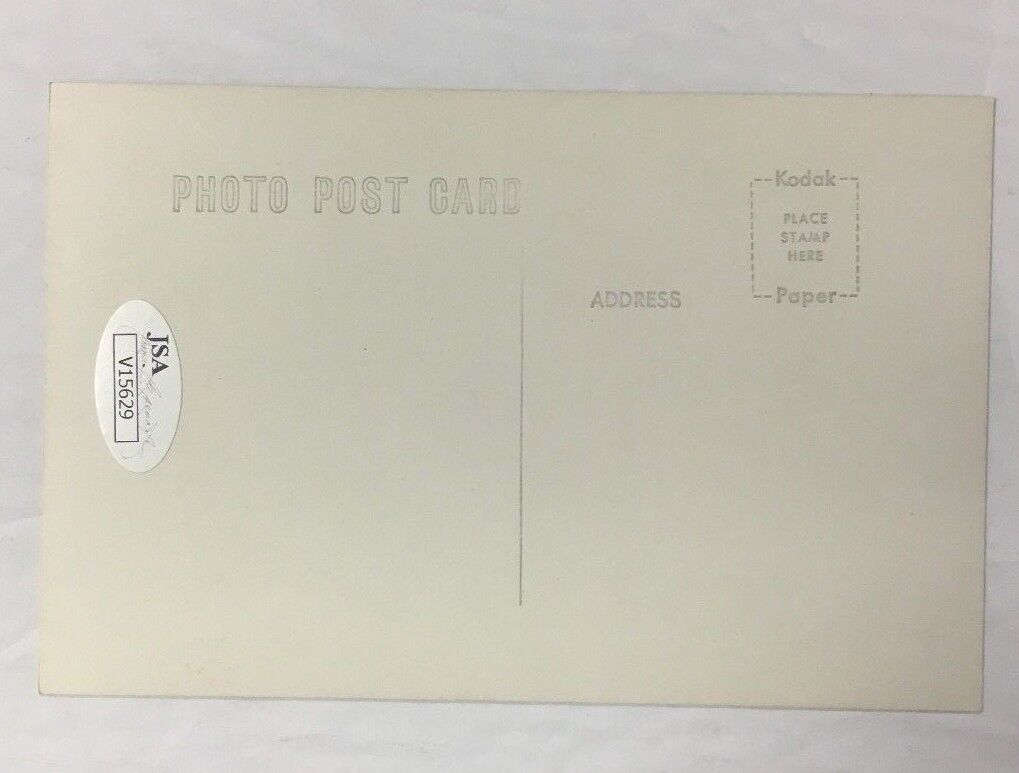 PHOTO POST CARD
Kodak
PLACE
STAMP
HERE
Paper
ADDRESS
JSA
V15629